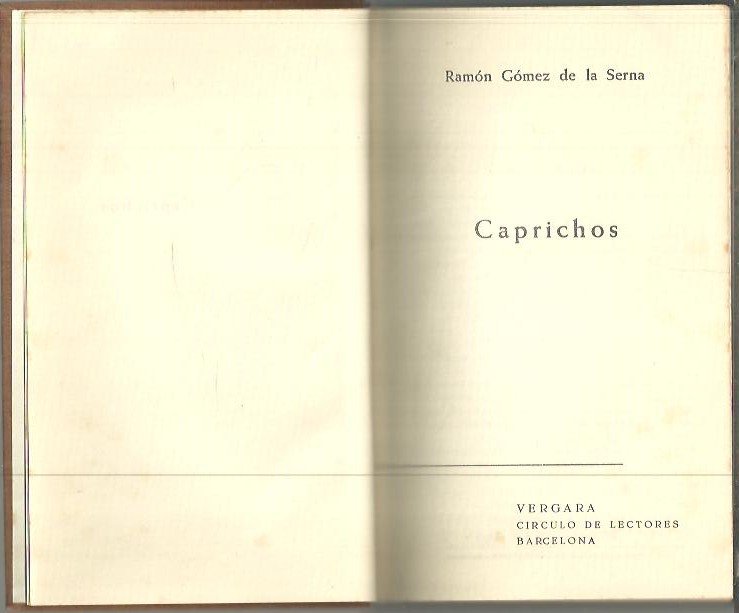 Ramón Gómez de la Serna
Caprichos
VERGARA
CIRCULO DE LECTORES
BARCELONA